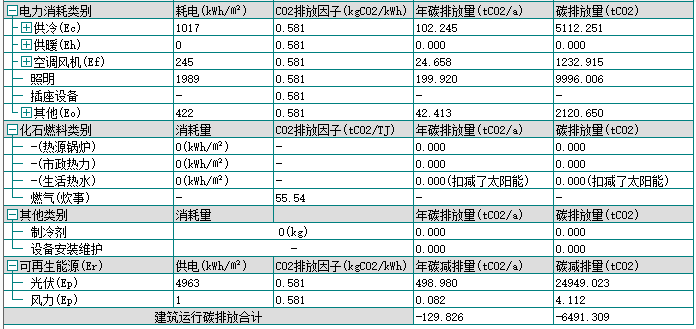 电力消耗类别 耗电(kWh/m²) CO2排放因子(kgCO2/kWh) 年碳排放量(tCO2/a) 碳排放量(tCO2)
供冷(Ec) 1017 0.581 102.245 5112.251
供暖(Eh) 0 0.581 0.000 0.000
空调风机(Ef) 245 0.581 24.658 1232.915
照明 1989 0.581 199.920 9996.006
插座设备 - 0.581 - -
其他(Eo) 422 0.581 42.413 2120.650
化石燃料类别 消耗量 CO2排放因子(tCO2/TJ) 年碳排放量(tCO2/a) 碳排放量(tCO2)
-(热源锅炉) 0(kWh/m²) - 0.000 0.000
-(市政热力) 0(kWh/m²) - 0.000 0.000
-(生活热水) 0(kWh/m²) - 0.000(扣减了太阳能) 0.000(扣减了太阳能)
燃气(炊事) - 55.54 - -
其他类别 消耗量 年碳排放量(tCO2/a) 碳排放量(tCO2)
制冷剂 0(kg) 0.000 0.000
设备安装维护 - 0.000 0.000
可再生能源(Er) 供电(kWh/m²) CO2排放因子(kgCO2/kWh) 年碳减排量(tCO2/a) 碳减排量(tCO2)
光伏(Ep) 4963 0.581 498.980 24949.023
风力(Ep) 1 0.581 0.082 4.112
建筑运行碳排放合计 -129.826 -6491.309